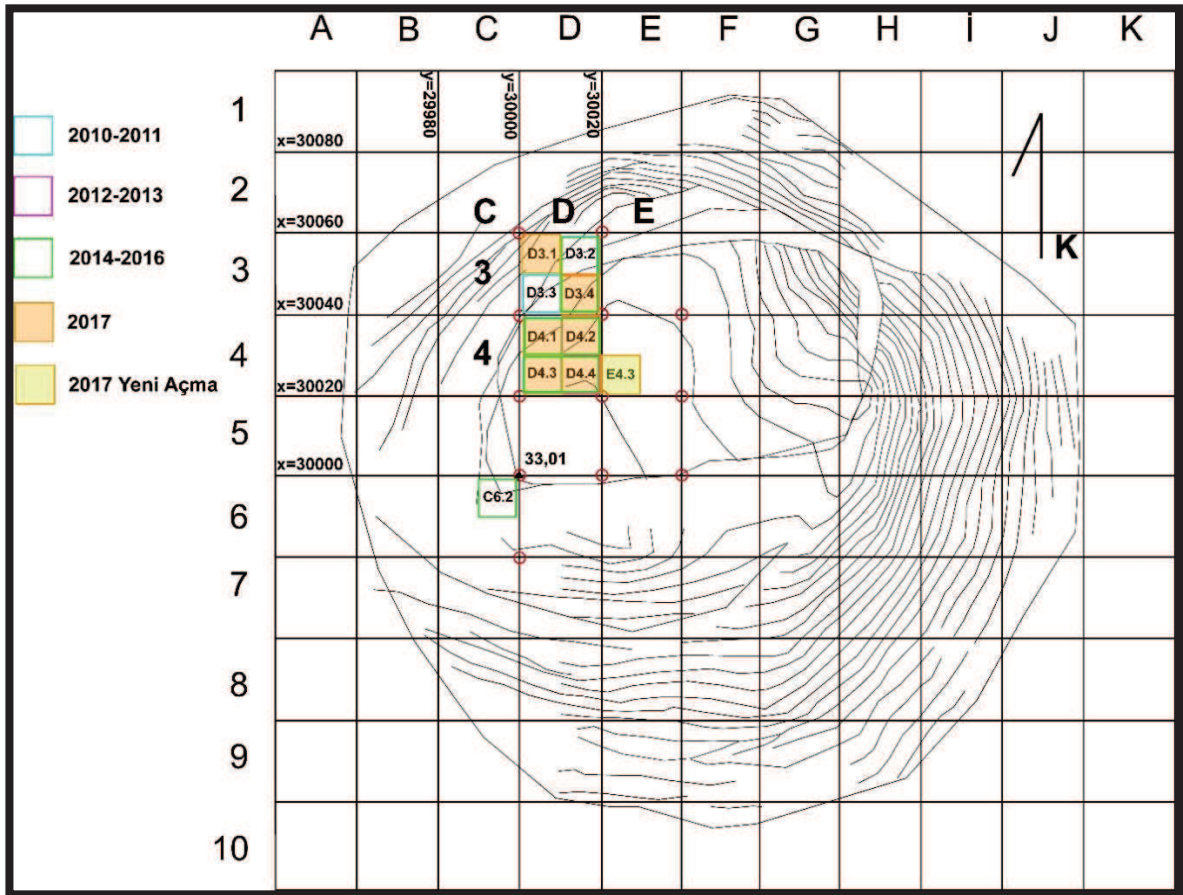 A B C D E F G H İ J K
y=29980
y=30000
y=30020
1
2010-2011
x=30080
2012-2013
2
C D E
x=30060
2014-2016
3
3
D3.1 D3.2
K
D3.3 D3.4
x=30040
2017
4
4
D4.1 D4.2
2017 Yeni Açma
D4.3 D4.4 E4.3
x=30020
5
33,01
x=30000
6
C6.2
7
8
9
10